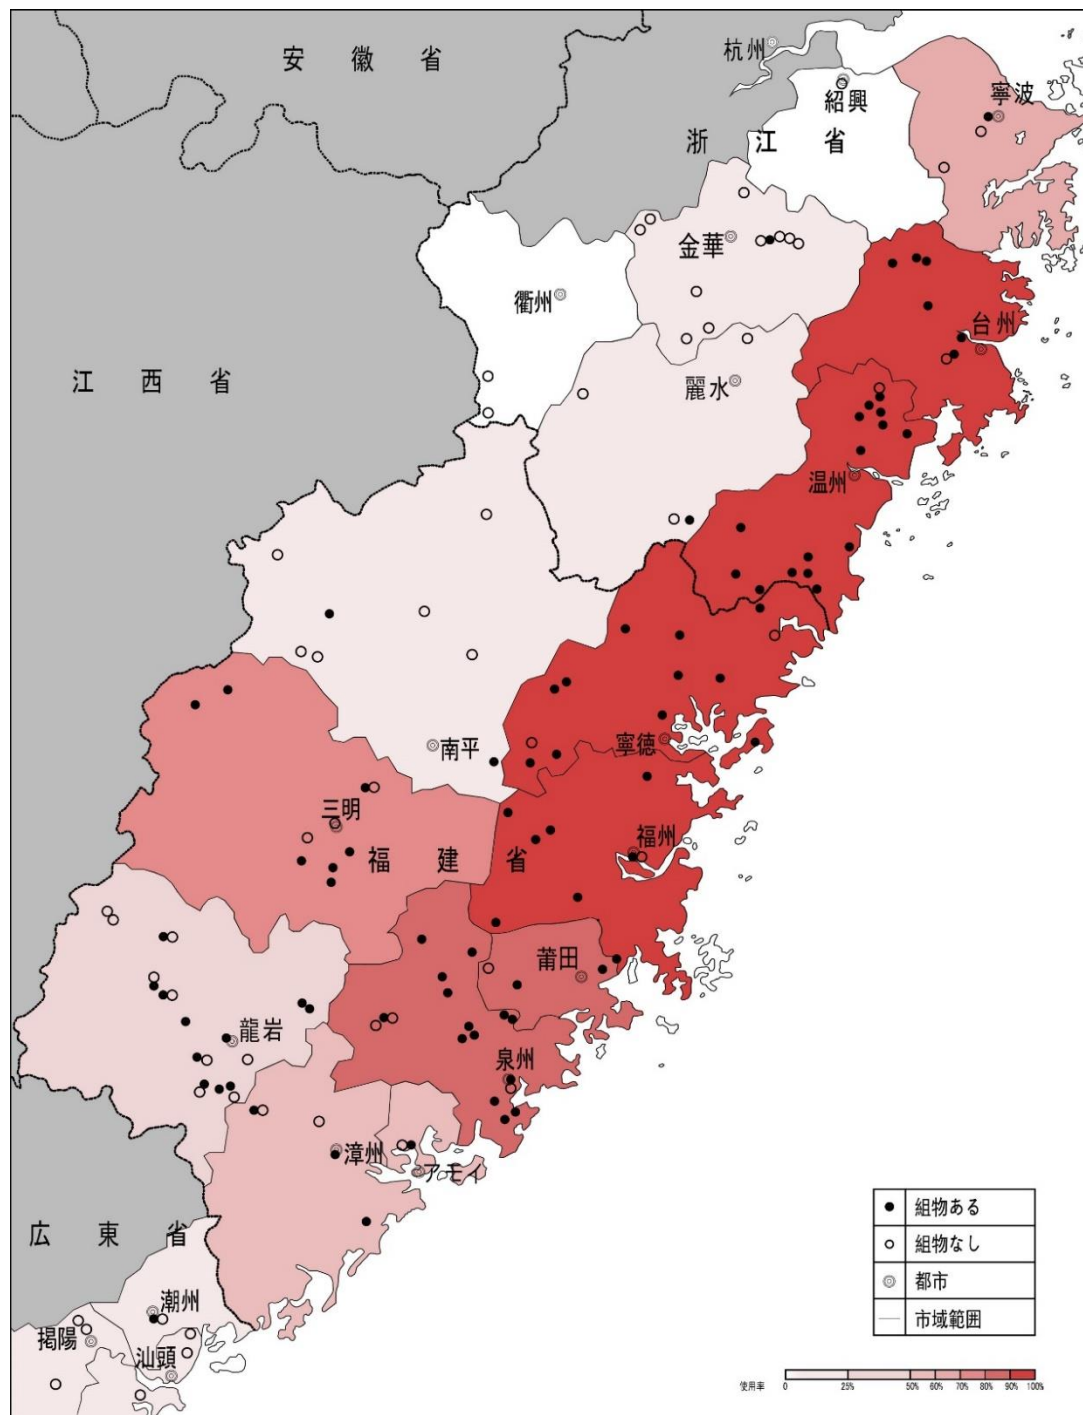 安徽省
杭州
紹興
寧波
浙江省
金華
衢州
台州
江西省
麗水
温州
寧徳
南平
三明
福建省
福州
莆田
龍岩
泉州
漳州
アモイ
広東省
潮州
掲陽
汕頭
組物ある
組物なし
都市
市域範囲
使用率 0 25% 50% 60% 70% 80% 90% 100%